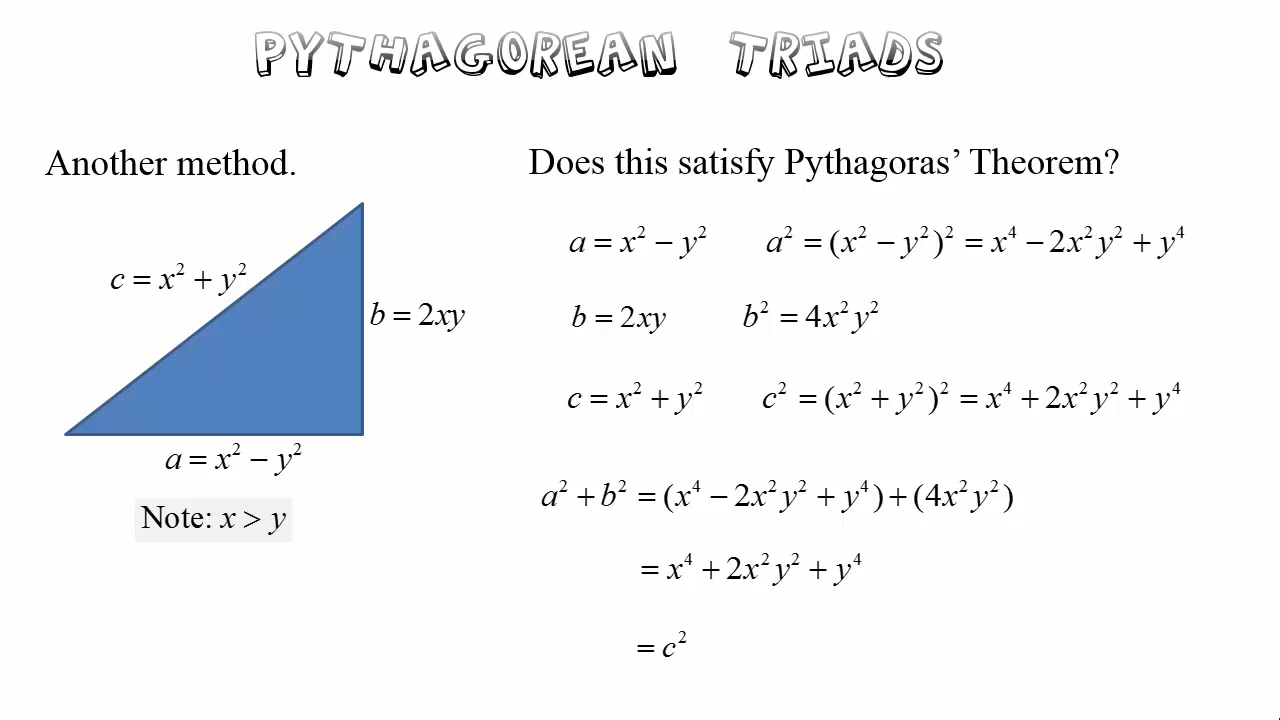 PYTHAGOREAN TRIADS
Another method.
c = x² + y²
b = 2xy
a = x² − y²
Note: x > y
Does this satisfy Pythagoras’ Theorem?
a = x² − y² a² = (x² − y²)² = x⁴ − 2x²y² + y⁴
b = 2xy b² = 4x²y²
c = x² + y² c² = (x² + y²)² = x⁴ + 2x²y² + y⁴
a² + b² = (x⁴ − 2x²y² + y⁴) + (4x²y²)
= x⁴ + 2x²y² + y⁴
= c²